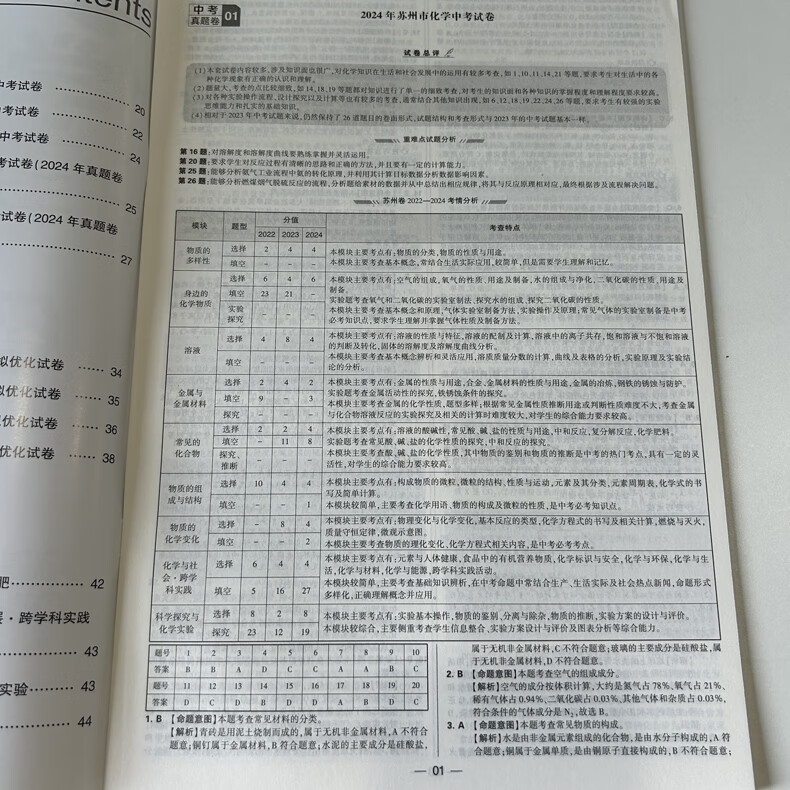 ents
中考试卷
20
考试卷
22
中考试卷
24
考试卷(2024 年真题卷
25
试卷(2024 年真题卷
27
拟优化试卷
34
优化试卷
35
优化试卷
36
优化试卷
38
42
· 跨学科实践
43
实验
43
44
中考
真题卷
01
2024 年苏州市化学中考试卷
试卷总评
(1)本套试卷内容较多,涉及知识面也很广,对化学知识在生活和社会发展中的运用有较多考查,如 1,10、11,14,21 等题,要求考生对生活中的各
种化学现象有正确的认识和理解。
(2)题量大,考查的点比较细致,如 14,18,19 等题都对知识进行了单一的细致考查,对考生的知识面和各种知识的掌握程度和理解程度要求较高。
(3)对各种实验操作流程、设计探究以及计算等也有较多的考查,通常结合其他知识出现,如 6,12,18,19,22,24,26 等题,要求考生有较强的实验
思维能力和扎实的基础知识。
(4)相对于 2023 年中考试题来说,仍然保持了 26 道题目的卷面形式,试题结构和考查形式与 2023 年的中考试题基本一样。
重难点试题分析
第 16 题:对溶解度和溶解度曲线要熟练掌握并灵活运用。
第 20 题:要求学生对反应过程有清晰的思路和正确的方法,并且要有一定的计算能力。
第 25 题:能够分析氨气工业流程中氨的转化原理,并利用其计算目标数据分析数据影响因素。
第 26 题:能够分析燃煤烟气脱硫反应的流程,分析题给素材的数据并从中总结出相应规律,将其与反应原理相对应,最终根据涉及流程解决问题。
苏州卷 2022—2024 考情分析
模块 题型 分值 考查特点
2022 2023 2024
物质的
多样性
选择 2 4 4 本模块主要考点有:物质的分类,物质的性质与用途。
填空 – – – 本模块主要考查基本概念,常结合生活实际应用,较简单,但是需要学生理解和记忆。
身边的
化学物质
选择 6 4 6 本模块主要考点有:空气的组成、氧气的性质、用途及制备,水的组成与净化,二氧化碳的性质、用途及
制备。
填空 23 21 – 实验题考查氧气和二氧化碳的实验室制法、探究水的组成、探究二氧化碳的性质。
实验
探究
– – – 本模块主要考查基本概念和原理,气体实验室制备方法,实验操作及原理;常见气体的实验室制备是中考
必考知识点,要求学生理解并掌握气体性质及制备方法。
溶液
选择 4 8 4 本模块主要考点有:溶液的性质与特征,溶液的配制及计算,溶液中的离子共存,饱和溶液与不饱和溶液
的判断及转化,固体的溶解度及溶解度曲线分析。
填空 – – – 本模块主要考查基本概念辨析和灵活应用,溶质质量分数的计算,曲线及表格的分析,实验原理及实验结
论的分析。
金属与
金属材料
选择 2 4 2 本模块主要考点有:金属的性质与用途,合金、金属材料的性质与用途,金属的冶炼,钢铁的锈蚀与防护。
填空 9 – 3 实验题考查金属活动性的探究,铁锈蚀条件的探究。
探究 – – – 本模块主要考查金属的化学性质,题型多样;根据常见金属性质推断用途或判断性质难度不大,考查金属
与化合物溶液反应的实验探究及相关的计算时难度较大,对学生的综合能力要求较高。
常见的
化合物
选择 2 2 4 本模块主要考点有:溶液的酸碱性,常见酸、碱、盐的性质与用途,中和反应,复分解反应,化学肥料。
填空 – 11 8 实验题考查常见酸、碱、盐的化学性质的探究,中和反应的探究。
探究、
推断
– – – 本模块主要考查酸、碱、盐的化学性质,其中物质的鉴别和物质的推断是中考的热门考点,具有一定的灵
活性,对学生的综合能力要求较高。
物质的组
成与结构
选择 10 4 4 本模块主要考点有:构成物质的微粒,微粒的结构、性质与运动,元素及其分类,元素周期表,化学式的书
写及简单计算。
填空 – – 1 本模块较简单,主要考查化学用语、物质的构成及微粒的性质,是中考必考知识点。
物质的
化学变化
选择 – 8 4 本模块主要考点有:物理变化与化学变化,基本反应的类型,化学方程式的书写及相关计算,燃烧与灭火,
质量守恒定律,微观示意图。
填空 – – 2 本模块主要考查物质的理化变化,化学方程式相关内容,是中考必考考点。
化学与社
会·跨学
科实践
选择 6 4 4 本模块主要考点有:元素与人体健康,食品中的有机营养物质,化学标识与安全,化学与环保,化学与生
活,化学与材料,化学与能源,跨学科实践活动。
填空 5 16 27 本模块较简单,主要考查基础知识辨析,在中考命题中常结合生产、生活实际及社会热点新闻,命题形式
多样化,正确理解概念并应用。
科学探究与
化学实验
选择 8 2 8 本模块主要考点有:实验基本操作,物质的鉴别、分离与除杂,物质的推断,实验方案的设计与评价。
探究 23 12 19 本模块较综合,主要侧重考查学生信息整合、实验方案设计与评价及图表分析等综合能力。
题号 1 2 3 4 5 6 7 8 9 10
答案 B B A D C C A A B C
题号 11 12 13 14 15 16 17 18 19 20
答案 D C D B D C A D B C
1. B 【命题意图】本题考查常见材料的分类。
【解析】青砖是用泥土烧制而成的,属于无机非金属材料,A 不符合
题意;铜钉属于金属材料,B 符合题意;水泥的主要成分是硅酸盐,
属于无机非金属材料,C 不符合题意;玻璃的主要成分是硅酸盐,属
于无机非金属材料,D 不符合题意。
2. B 【命题意图】本题考查空气的组成成分。
【解析】空气的成分按体积计算,大约是氮气占 78%、氧气占 21%、
稀有气体占 0.94%、二氧化碳占 0.03%、其他气体和杂质占 0.03%,
符合条件的气体成分是 N₂,故选 B。
3. A 【命题意图】本题考查常见物质的构成。
【解析】水是由非金属元素组成的化合物,是由水分子构成的,A 符
合题意;铜属于金属单质,是由铜原子直接构成的,B 不符合题意;
— 01 —